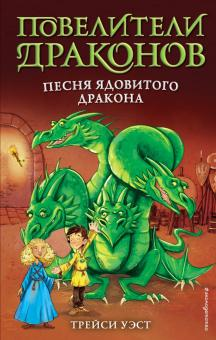 ПОВЕЛИТЕЛИ
ДРАКОНОВ
ПЕСНЯ ЯДОВИТОГО
ДРАКОНА
ТРЕЙСИ УЭСТ